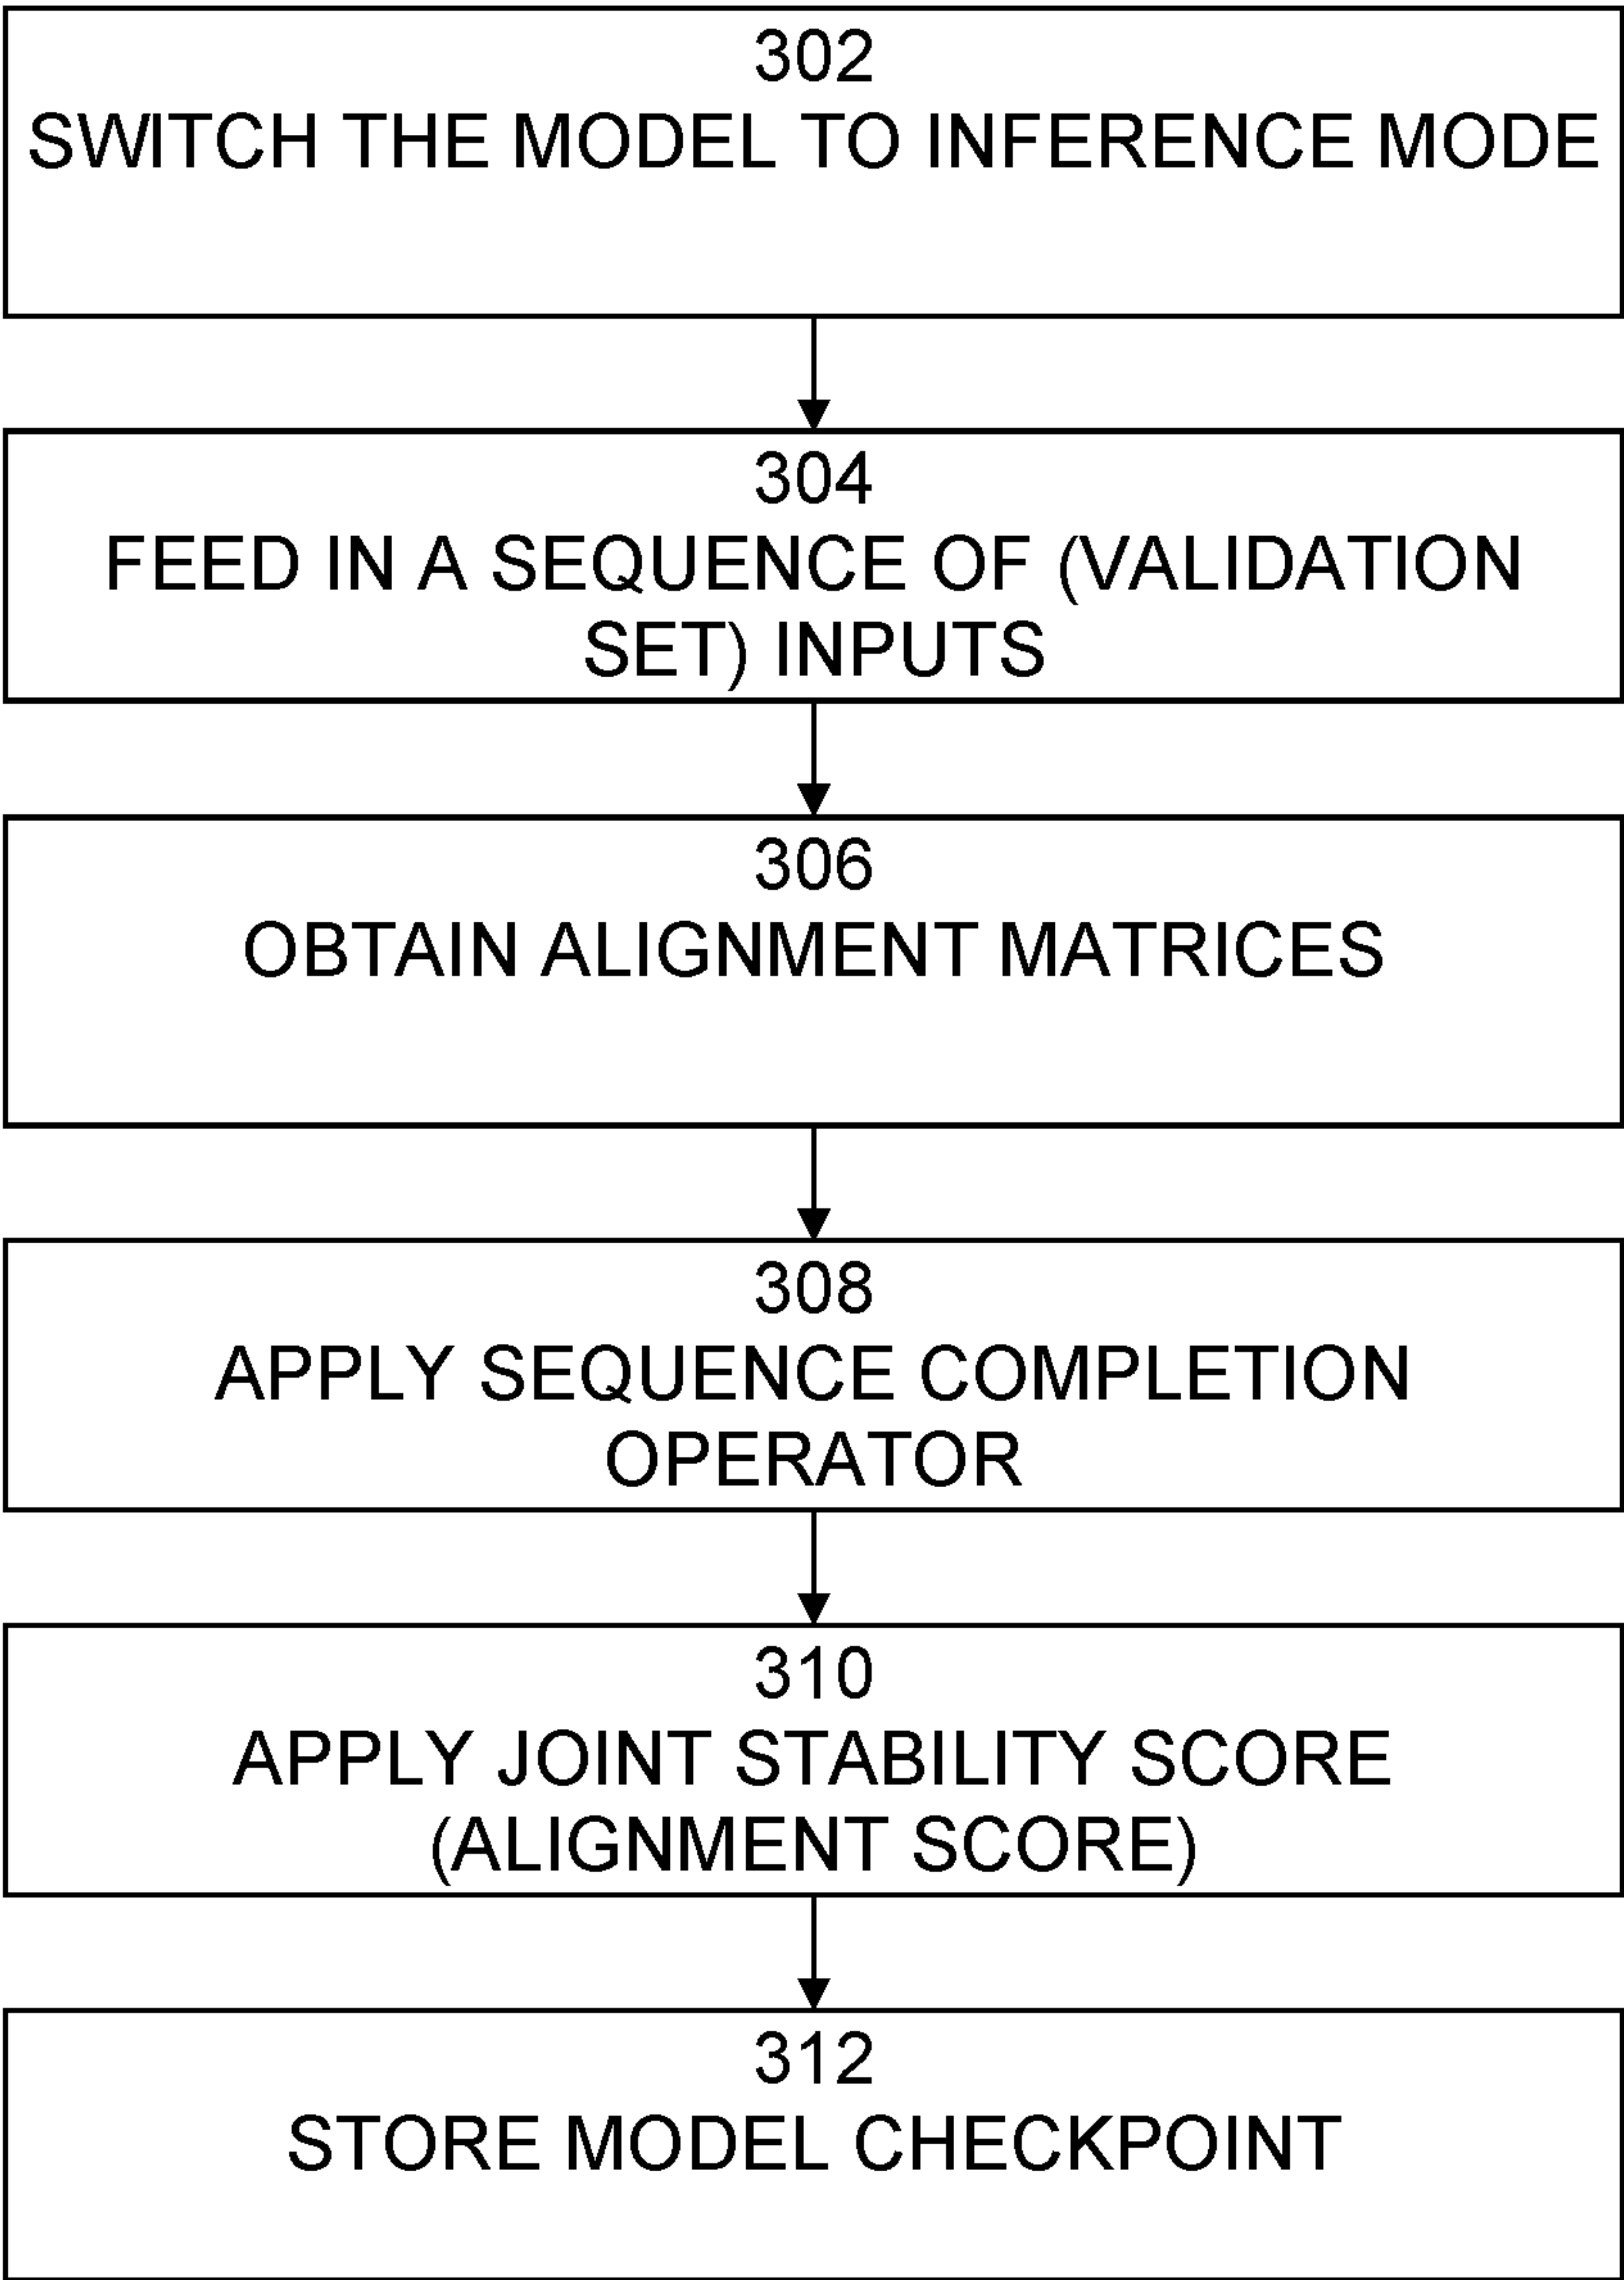 302
SWITCH THE MODEL TO INFERENCE MODE
304
FEED IN A SEQUENCE OF (VALIDATION
SET) INPUTS
306
OBTAIN ALIGNMENT MATRICES
308
APPLY SEQUENCE COMPLETION
OPERATOR
310
APPLY JOINT STABILITY SCORE
(ALIGNMENT SCORE)
312
STORE MODEL CHECKPOINT